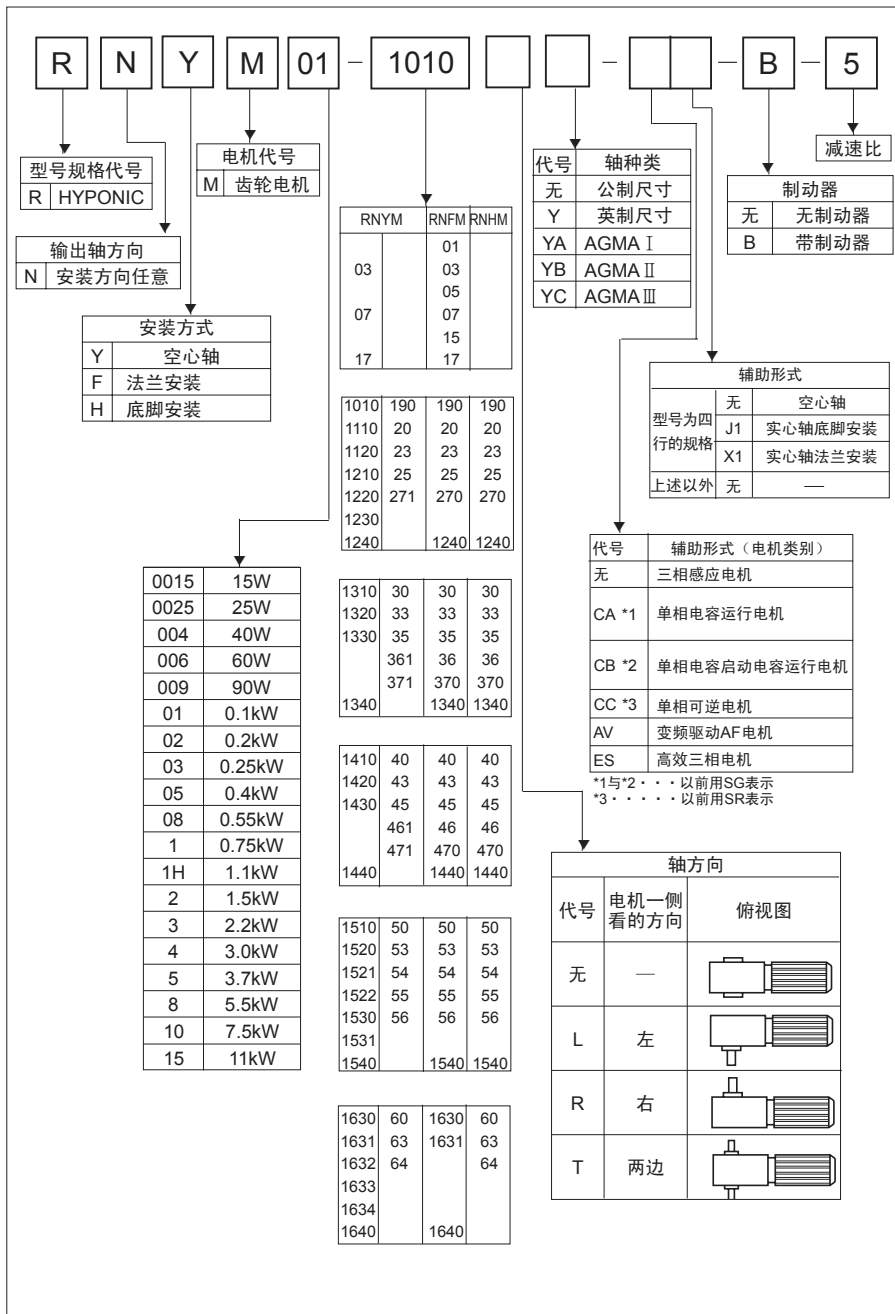 R N Y M 01 - 1010 - B - 5
型号规格代号
R HYPONIC
输出轴方向
N 安装方向任意
安装方式
Y 空心轴
F 法兰安装
H 底脚安装
电机代号
M 齿轮电机
代号 轴种类
无 公制尺寸
Y 英制尺寸
YA AGMA Ⅰ
YB AGMA Ⅱ
YC AGMA Ⅲ
减速比
制动器
无 无制动器
B 带制动器
RNYM RNFM RNHM
01
03 03
05
07 07
15
17 17
1010 190 190 190
1110 20 20 20
1120 23 23 23
1210 25 25 25
1220 271 270 270
1230
1240 1240 1240
1310 30 30 30
1320 33 33 33
1330 35 35 35
361 36 36
371 370 370
1340 1340 1340
1410 40 40 40
1420 43 43 43
1430 45 45 45
461 46 46
471 470 470
1440 1440 1440
1510 50 50 50
1520 53 53 53
1521 54 54 54
1522 55 55 55
1530 56 56 56
1531
1540 1540 1540
1630 60 1630 60
1631 63 1631 63
1632 64 64
1633
1634
1640 1640
0015 15W
0025 25W
004 40W
006 60W
009 90W
01 0.1kW
02 0.2kW
03 0.25kW
05 0.4kW
08 0.55kW
1 0.75kW
1H 1.1kW
2 1.5kW
3 2.2kW
4 3.0kW
5 3.7kW
8 5.5kW
10 7.5kW
15 11kW
辅助形式
型号为四行的规格
无 空心轴
J1 实心轴底脚安装
X1 实心轴法兰安装
上述以外 无 —
代号 辅助形式（电机类别）
无 三相感应电机
CA *1 单相电容运行电机
CB *2 单相电容启动电容运行电机
CC *3 单相可逆电机
AV 变频驱动AF电机
ES 高效三相电机
*1与*2・・・以前用SG表示
*3・・・・・以前用SR表示
轴方向
代号 电机一侧看的方向 俯视图
无 —
L 左
R 右
T 两边